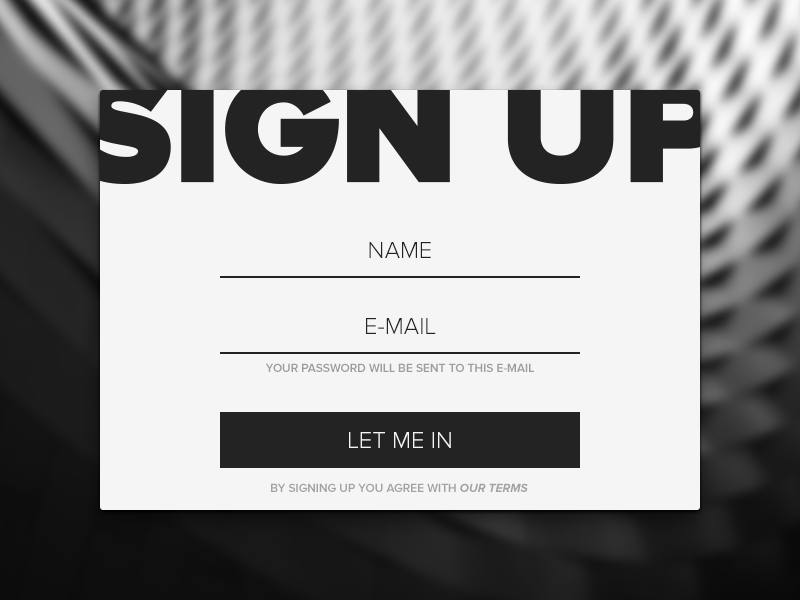 SIGN UP
NAME
E-MAIL
YOUR PASSWORD WILL BE SENT TO THIS E-MAIL
LET ME IN
BY SIGNING UP YOU AGREE WITH OUR TERMS